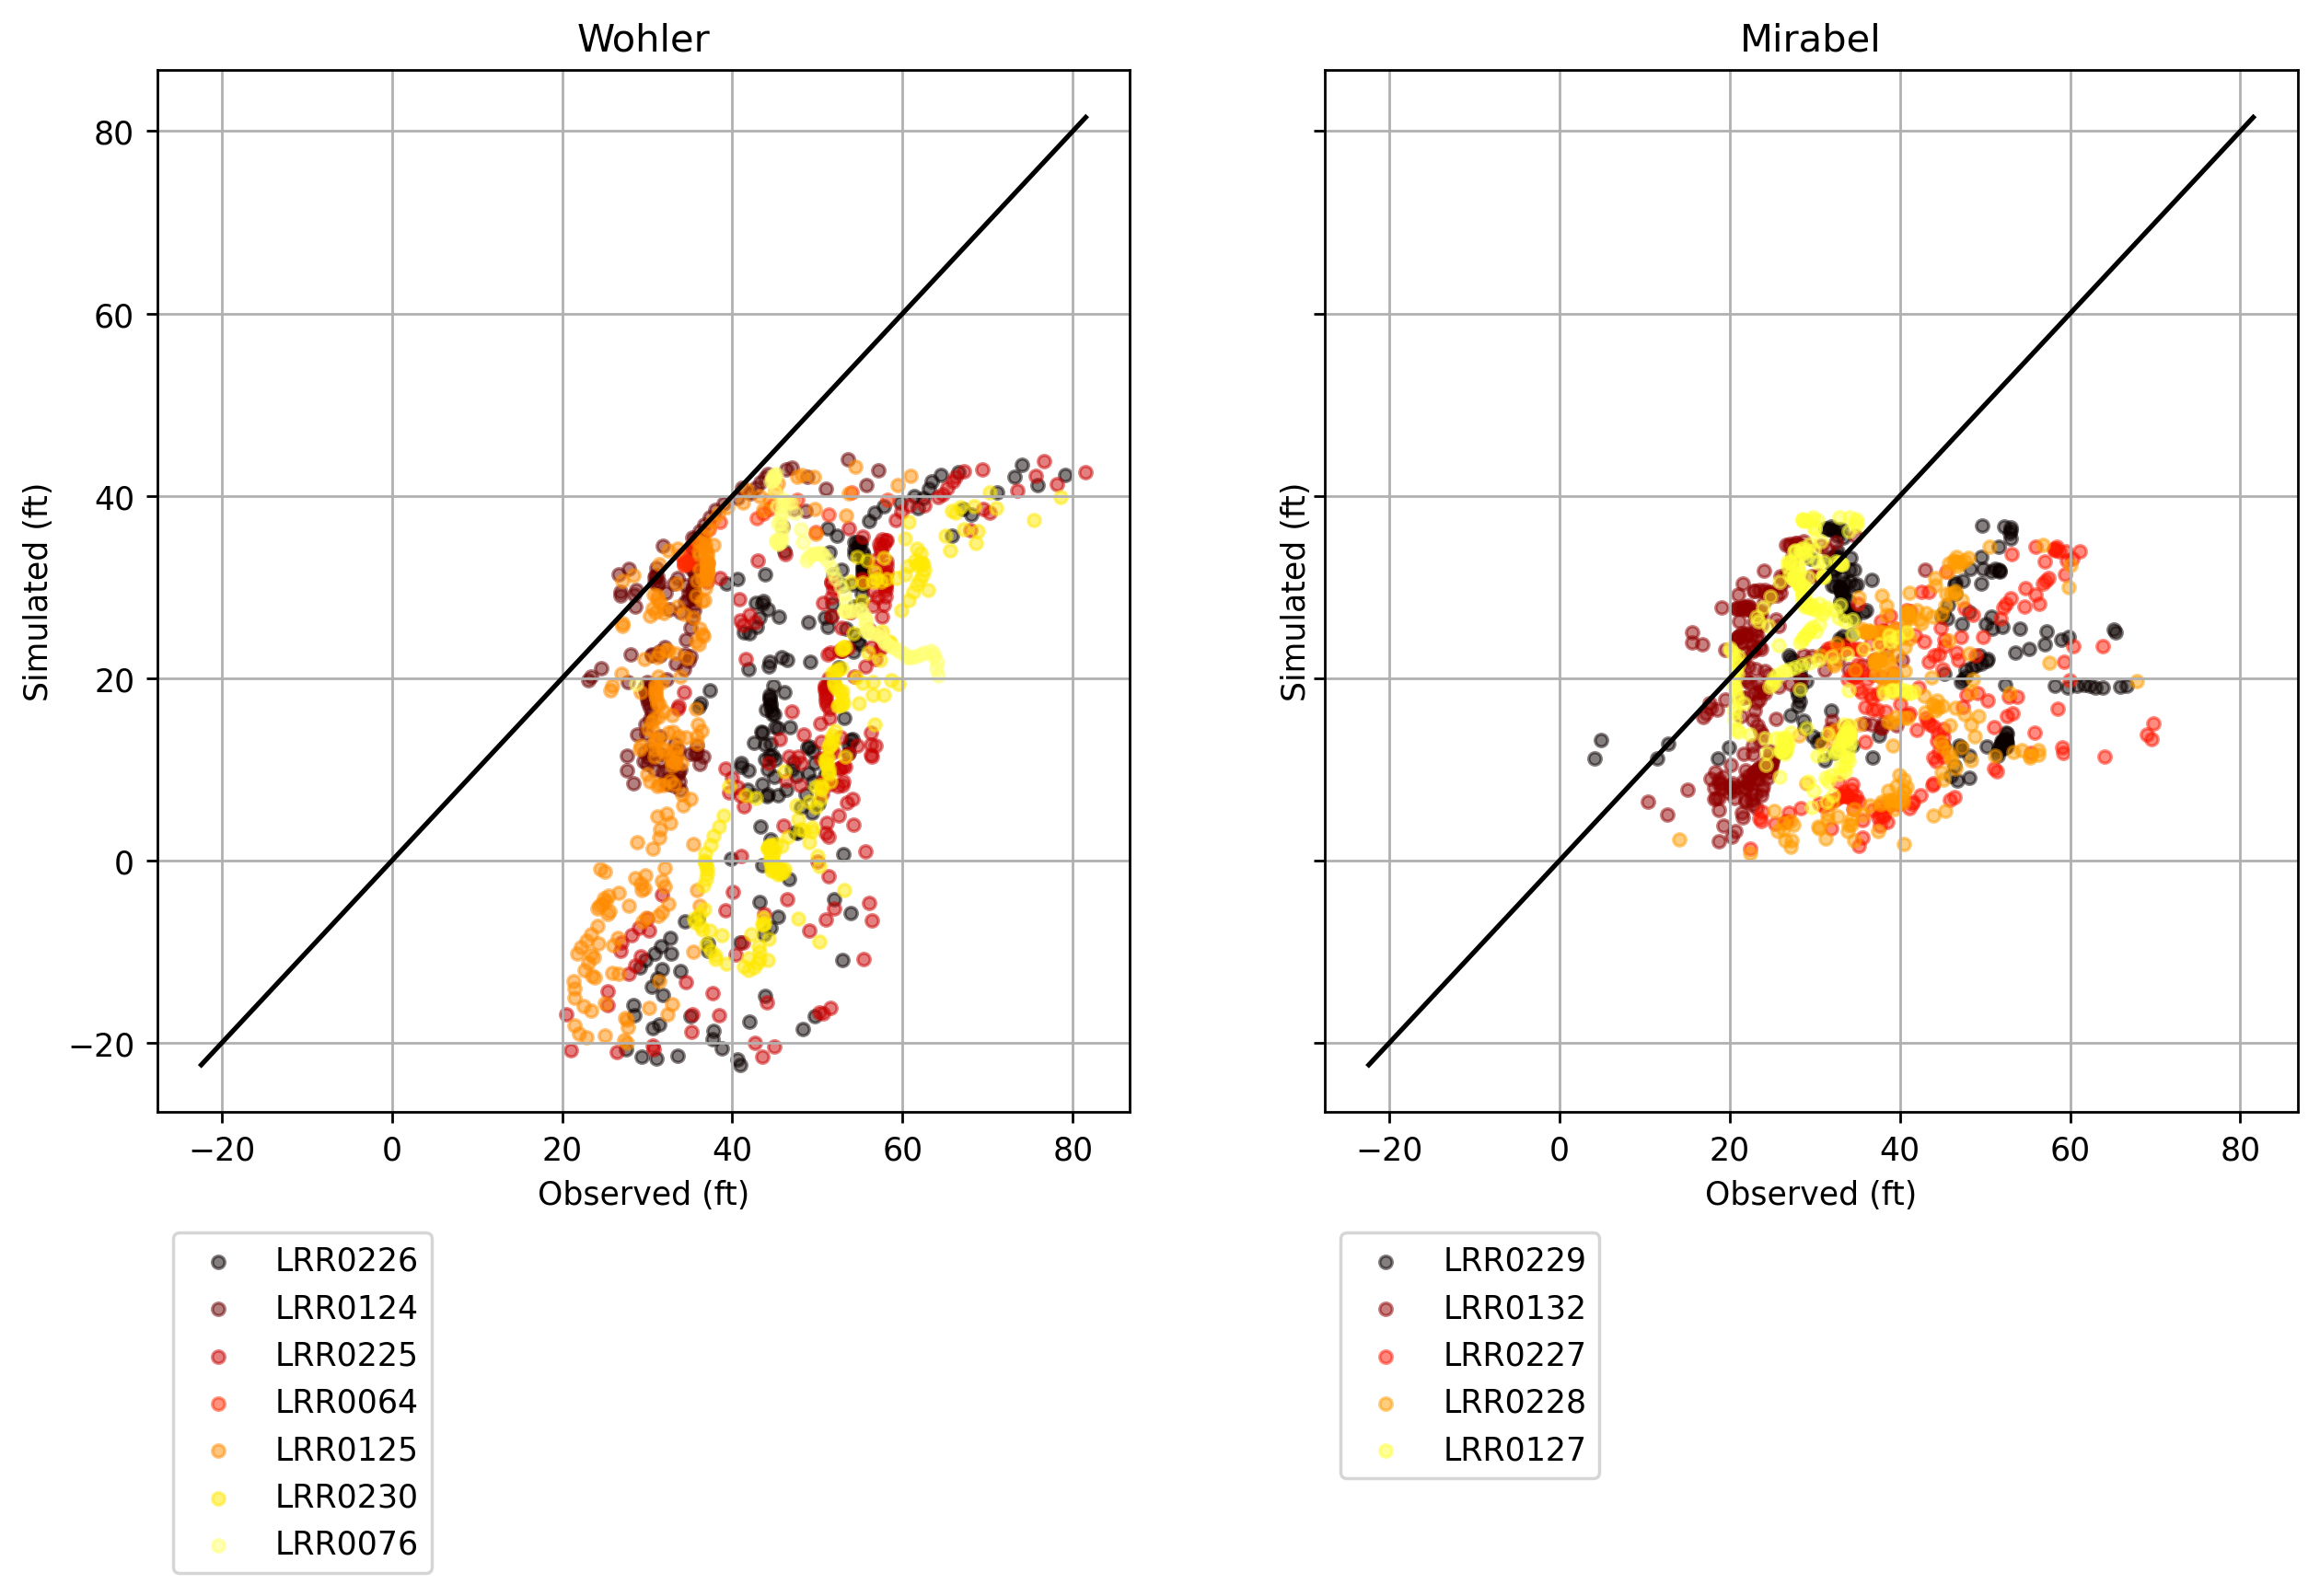 Wohler
Simulated (ft)
80
60
40
20
0
−20
−20 0 20 40 60 80
Observed (ft)
LRR0226
LRR0124
LRR0225
LRR0064
LRR0125
LRR0230
LRR0076
Mirabel
Simulated (ft)
−20 0 20 40 60 80
Observed (ft)
LRR0229
LRR0132
LRR0227
LRR0228
LRR0127